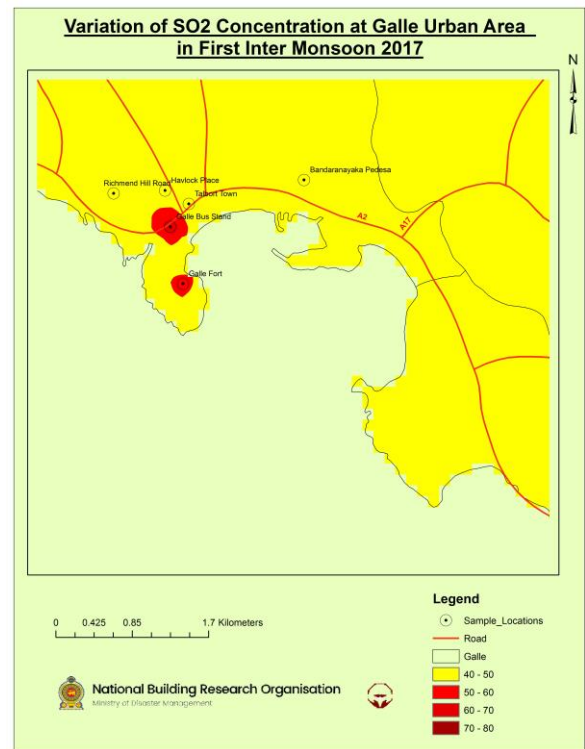 Variation of SO2 Concentration at Galle Urban Area
in First Inter Monsoon 2017
N
Bandaranayaka Pedesa
Richmend Hill Road
Havlock Place
Talbort Town
Galle Bus Stand
A2
A17
Galle Fort
Legend
0 0.425 0.85 1.7 Kilometers
Sample_Locations
Road
Galle
40 - 50
50 - 60
60 - 70
70 - 80
National Building Research Organisation
Ministry of Disaster Management